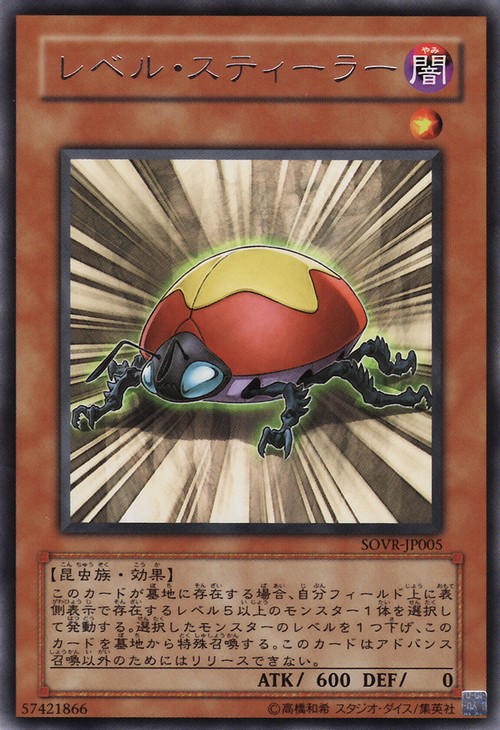 レベル・スティーラー
やみ
闇
SOVR-JP005
【昆虫族・効果】
このカードが墓地に存在する場合、自分フィールド上に表
側表示で存在するレベル5以上のモンスター1体を選択し
て発動する。選択したモンスターのレベルを1つ下げ、この
カードを墓地から特殊召喚する。このカードはアドバンス
召喚以外のためにはリリースできない。
ATK/ 600 DEF/ 0
57421866 ©高橋和希 スタジオ・ダイス/集英社